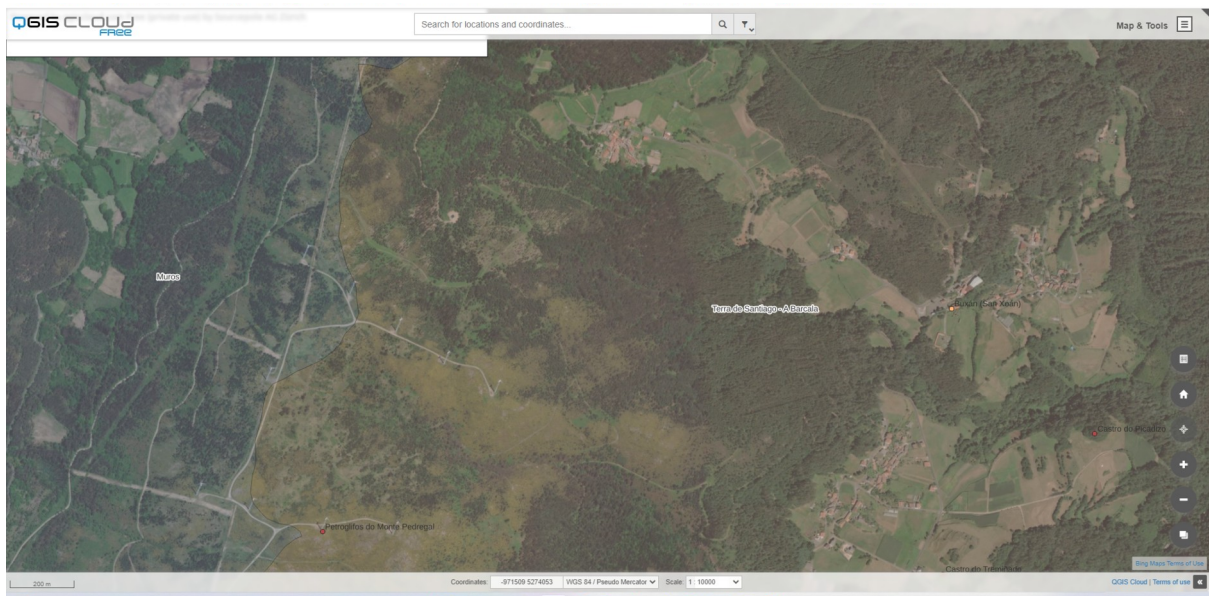 QGIS CLOUD
FREE
Search for locations and coordinates...
Map & Tools
Muros
Terra de Santiago - A Barcala
Castro do Picadizo
Petroglifos do Monte Pedregal
Castro do
Bing Maps Terms of Use
200 m
Coordinates:
-971509 5274053
WGS 84 / Pseudo Mercator
Scale:
1 : 10000
QGIS Cloud | Terms of use